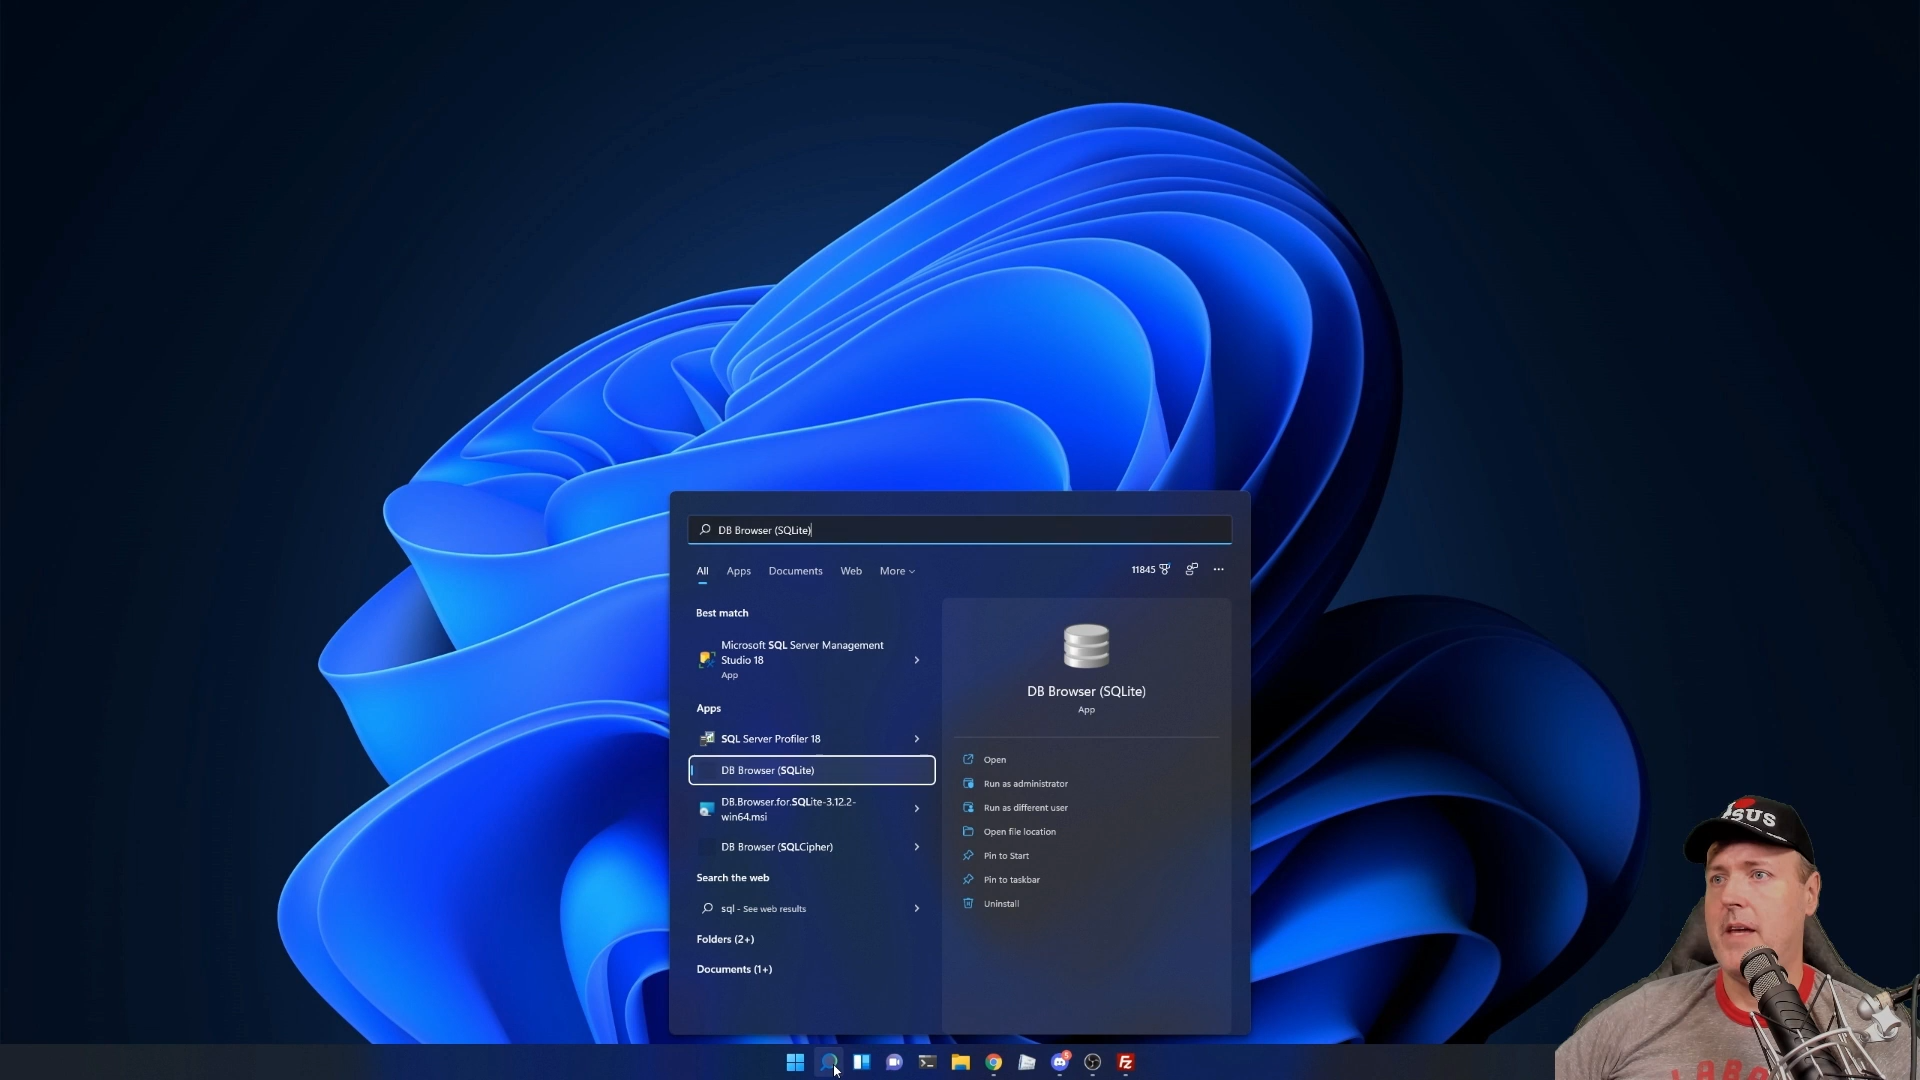 DB Browser (SQLite)
All Apps Documents Web More
11845
Best match
Microsoft SQL Server Management
Studio 18
App
Apps
SQL Server Profiler 18
DB Browser (SQLite)
DB.Browser.for.SQLite-3.12.2-
win64.msi
DB Browser (SQLCipher)
Search the web
sql - See web results
Folders (2+)
Documents (1+)
DB Browser (SQLite)
App
Open
Run as administrator
Run as different user
Open file location
Pin to Start
Pin to taskbar
Uninstall
5
FZ